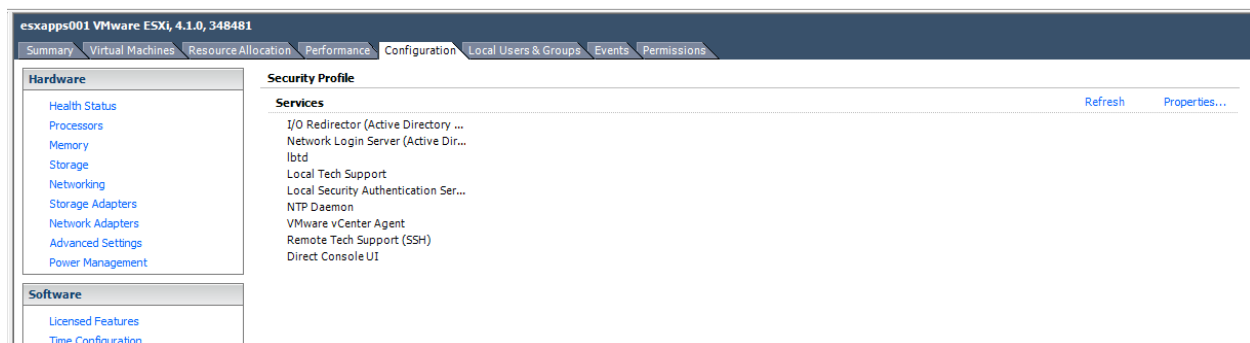 esxapps001 VMware ESXi, 4.1.0, 348481
Summary Virtual Machines Resource Allocation Performance Configuration Local Users & Groups Events Permissions
Hardware
Health Status
Processors
Memory
Storage
Networking
Storage Adapters
Network Adapters
Advanced Settings
Power Management
Software
Licensed Features
Time Configuration
Security Profile
Services Refresh Properties...
I/O Redirector (Active Directory ...
Network Login Server (Active Dir...
lbtd
Local Tech Support
Local Security Authentication Ser...
NTP Daemon
VMware vCenter Agent
Remote Tech Support (SSH)
Direct Console UI